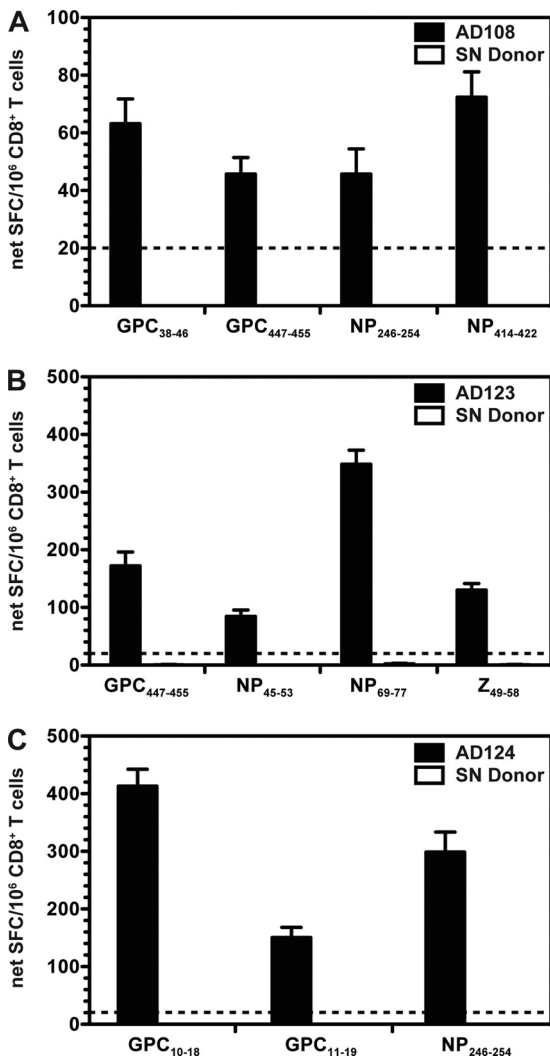 A
net SFC/10⁶ CD8⁺ T cells
100
80
60
40
20
0
AD108
SN Donor
GPC₃₈₋₄₆ GPC₄₄₇₋₄₅₅ NP₂₄₆₋₂₅₄ NP₄₁₄₋₄₂₂
B
net SFC/10⁶ CD8⁺ T cells
500
400
300
200
100
0
AD123
SN Donor
GPC₄₄₇₋₄₅₅ NP₄₅₋₅₃ NP₆₉₋₇₇ Z₄₉₋₅₈
C
net SFC/10⁶ CD8⁺ T cells
500
400
300
200
100
0
AD124
SN Donor
GPC₁₀₋₁₈ GPC₁₁₋₁₉ NP₂₄₆₋₂₅₄